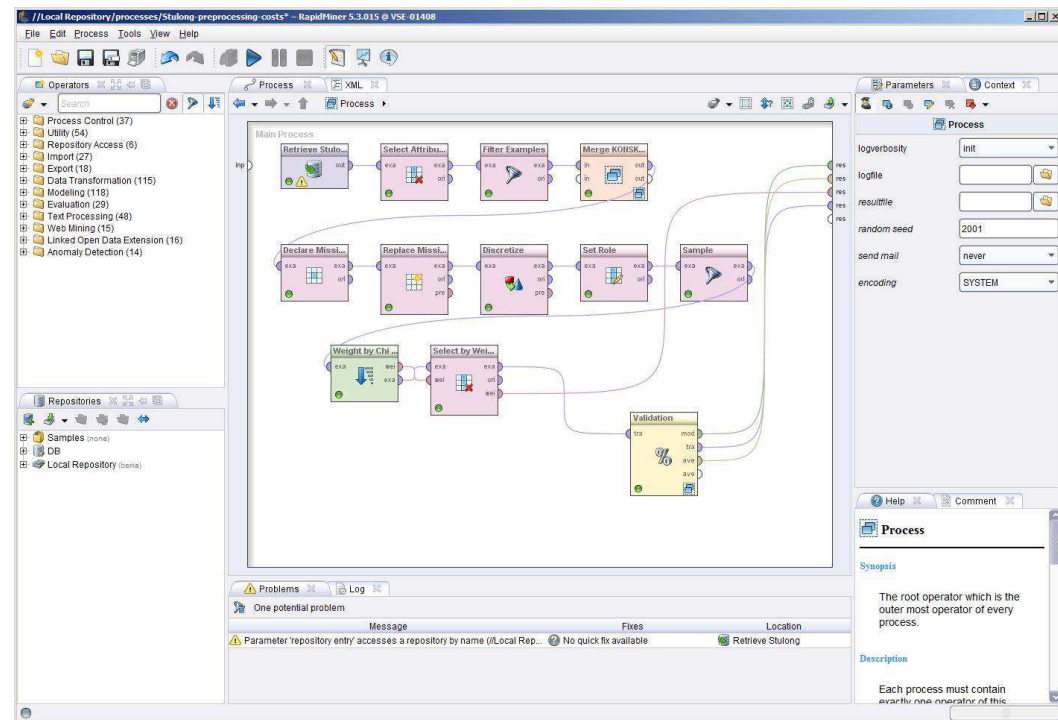 //Local Repository/processes/Stulong-preprocessing-costs* – RapidMiner 5.3.015 @ VSE-01408
File Edit Process Tools View Help
Operators
Search
Process Control (37)
Utility (54)
Repository Access (6)
Import (27)
Export (18)
Data Transformation (115)
Modeling (118)
Evaluation (29)
Text Processing (48)
Web Mining (15)
Linked Open Data Extension (16)
Anomaly Detection (14)
Repositories
Samples (none)
DB
Local Repository (berka)
Process XML
Process
Main Process
inp
Retrieve Stulo...
out
Select Attribu...
exa exa
ori
Filter Examples
exa exa
ori
Merge KONSK...
in out
in out
res
res
res
res
res
Declare Missi...
exa exa
ori
Replace Missi...
exa exa
ori
pre
Discretize
exa exa
ori
pre
Set Role
exa exa
ori
Sample
exa exa
ori
Weight by Chi ...
exa wei
exa
Select by Wei...
exa exa
wei ori
wei
Validation
tra mod
tra
ave
ave
%
Problems Log
One potential problem
Message Fixes Location
Parameter 'repository entry' accesses a repository by name (//Local Rep... No quick fix available Retrieve Stulong
Parameters Context
Process
logverbosity init
logfile
resultfile
random seed 2001
send mail never
encoding SYSTEM
Help Comment
Process
Synopsis
The root operator which is the
outer most operator of every
process.
Description
Each process must contain
exactly one operator of this